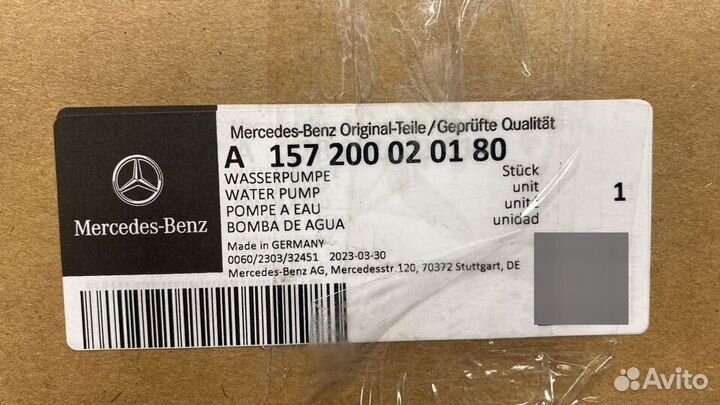 Mercedes-Benz Original-Teile/Geprüfte Qualität
A 157 200 02 01 80
WASSERPUMPE Stück
WATER PUMP unit
POMPE A EAU unite
BOMBA DE AGUA unidad
1
Made in GERMANY
0060/2303/32451 2023-03-30
Mercedes-Benz AG, Mercedesstr.120, 70372 Stuttgart, DE
Mercedes-Benz
Avito